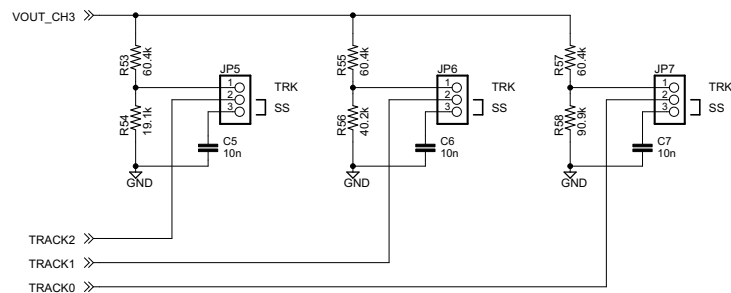 VOUT_CH3
R53 60.4k
R55 60.4k
R57 60.4k
JP5
JP6
JP7
1
2
3
TRK
SS
1
2
3
TRK
SS
1
2
3
TRK
SS
R54 19.1k
R56 40.2k
R58 90.9k
C5
10n
C6
10n
C7
10n
GND
GND
GND
TRACK2
TRACK1
TRACK0